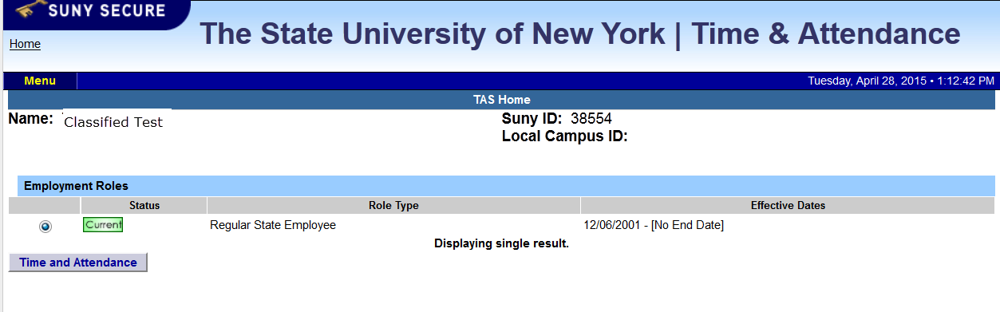 SUNY SECURE
Home
The State University of New York | Time & Attendance
Menu
Tuesday, April 28, 2015 • 1:12:42 PM
TAS Home
Name: Classified Test
Suny ID: 38554
Local Campus ID:
Employment Roles
Status Role Type Effective Dates
Current Regular State Employee 12/06/2001 - [No End Date]
Displaying single result.
Time and Attendance